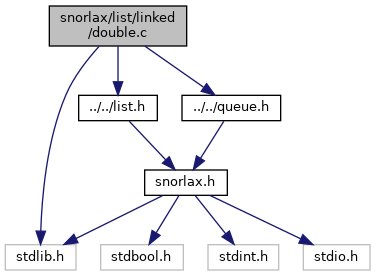 snorlax/list/linked
/double.c
../../list.h
../../queue.h
snorlax.h
stdlib.h
stdbool.h
stdint.h
stdio.h